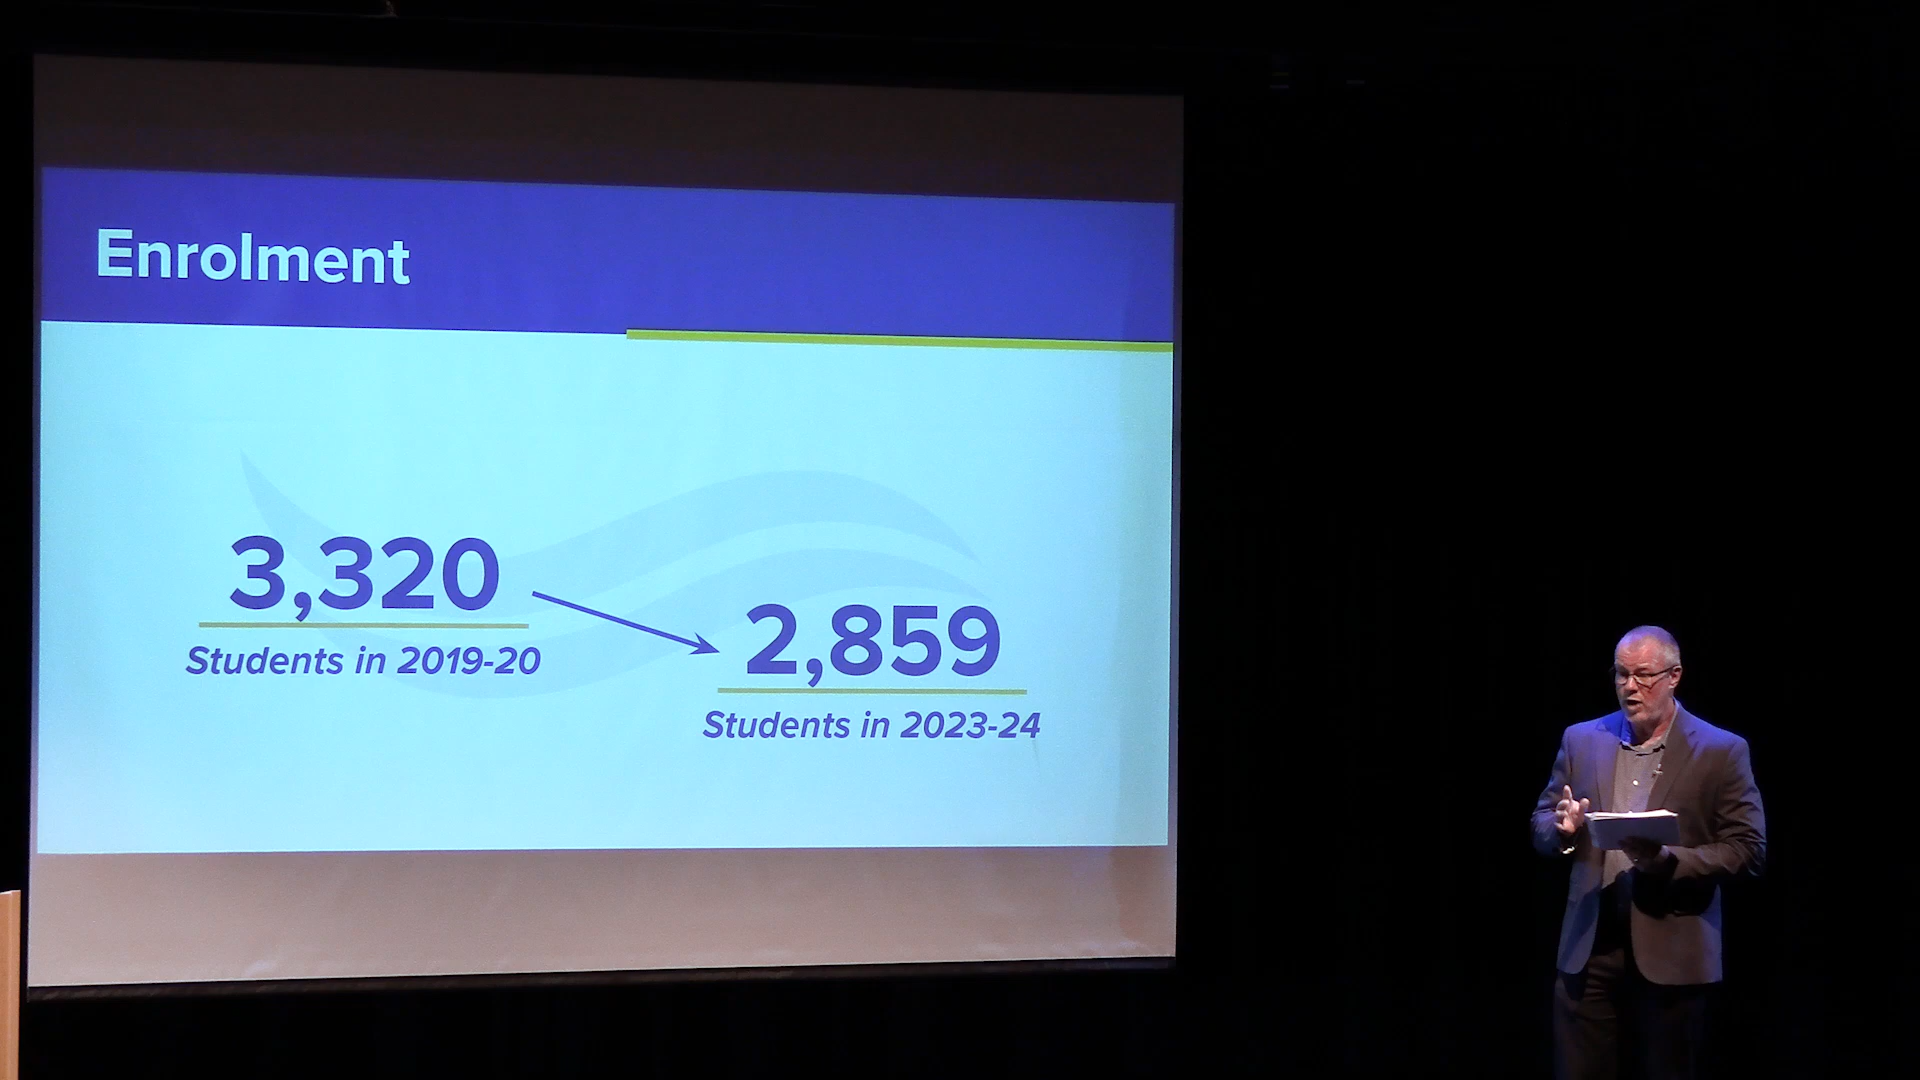 Enrolment
3,320
Students in 2019-20
2,859
Students in 2023-24